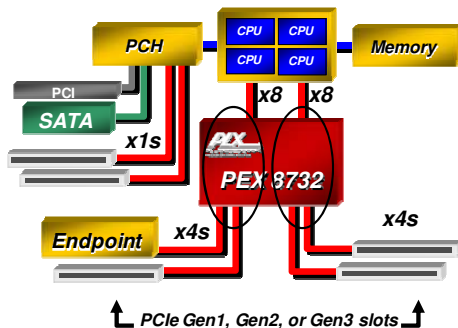 PCH
CPU
CPU
CPU
CPU
Memory
PCI
SATA
x1s
x8
x8
PLX
PEX 8732
Endpoint
x4s
x4s
PCIe Gen1, Gen2, or Gen3 slots